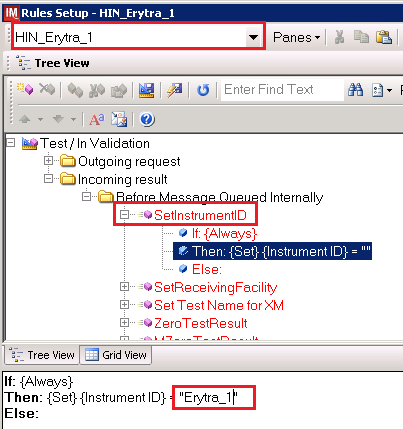 Rules Setup - HIN_Erytra_1
HIN_Erytra_1 Panes
Tree View
Enter Find Text
Test / In Validation
Outgoing request
Incoming result
Before Message Queued Internally
SetInstrumentID
If: {Always}
Then: {Set} {Instrument ID} = ""
Else:
SetReceivingFacility
Set Test Name for XM
ZeroTestResult
MZeroTestResult
Tree View Grid View
If: {Always}
Then: {Set} {Instrument ID} = "Erytra_1"
Else: